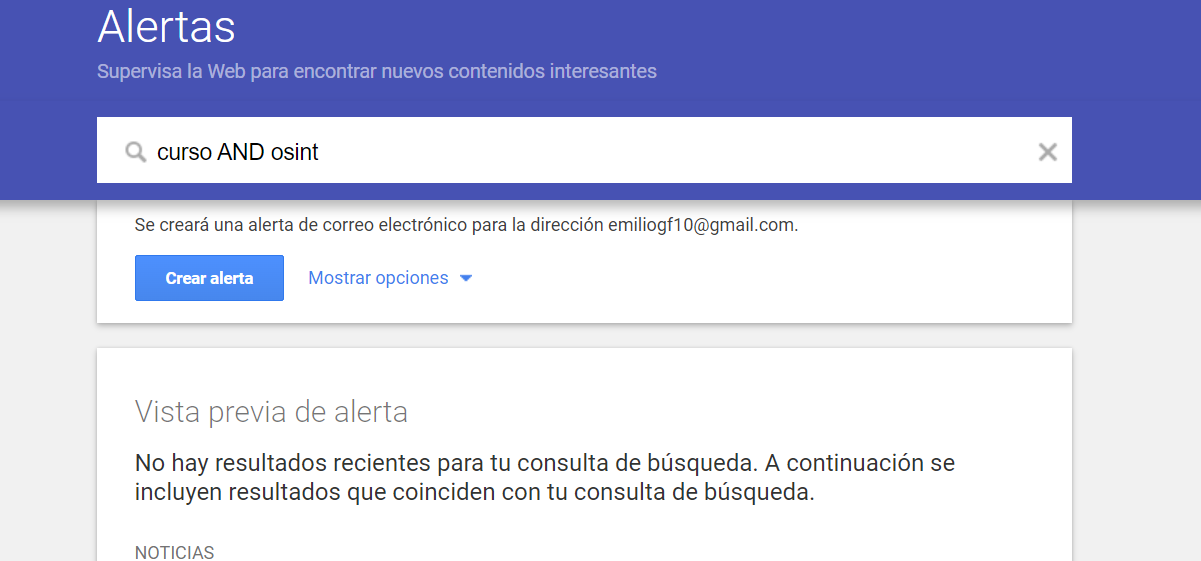 Alertas
Supervisa la Web para encontrar nuevos contenidos interesantes
curso AND osint
Se creará una alerta de correo electrónico para la dirección emiliogf10@gmail.com.
Crear alerta
Mostrar opciones
Vista previa de alerta
No hay resultados recientes para tu consulta de búsqueda. A continuación se
incluyen resultados que coinciden con tu consulta de búsqueda.
NOTICIAS